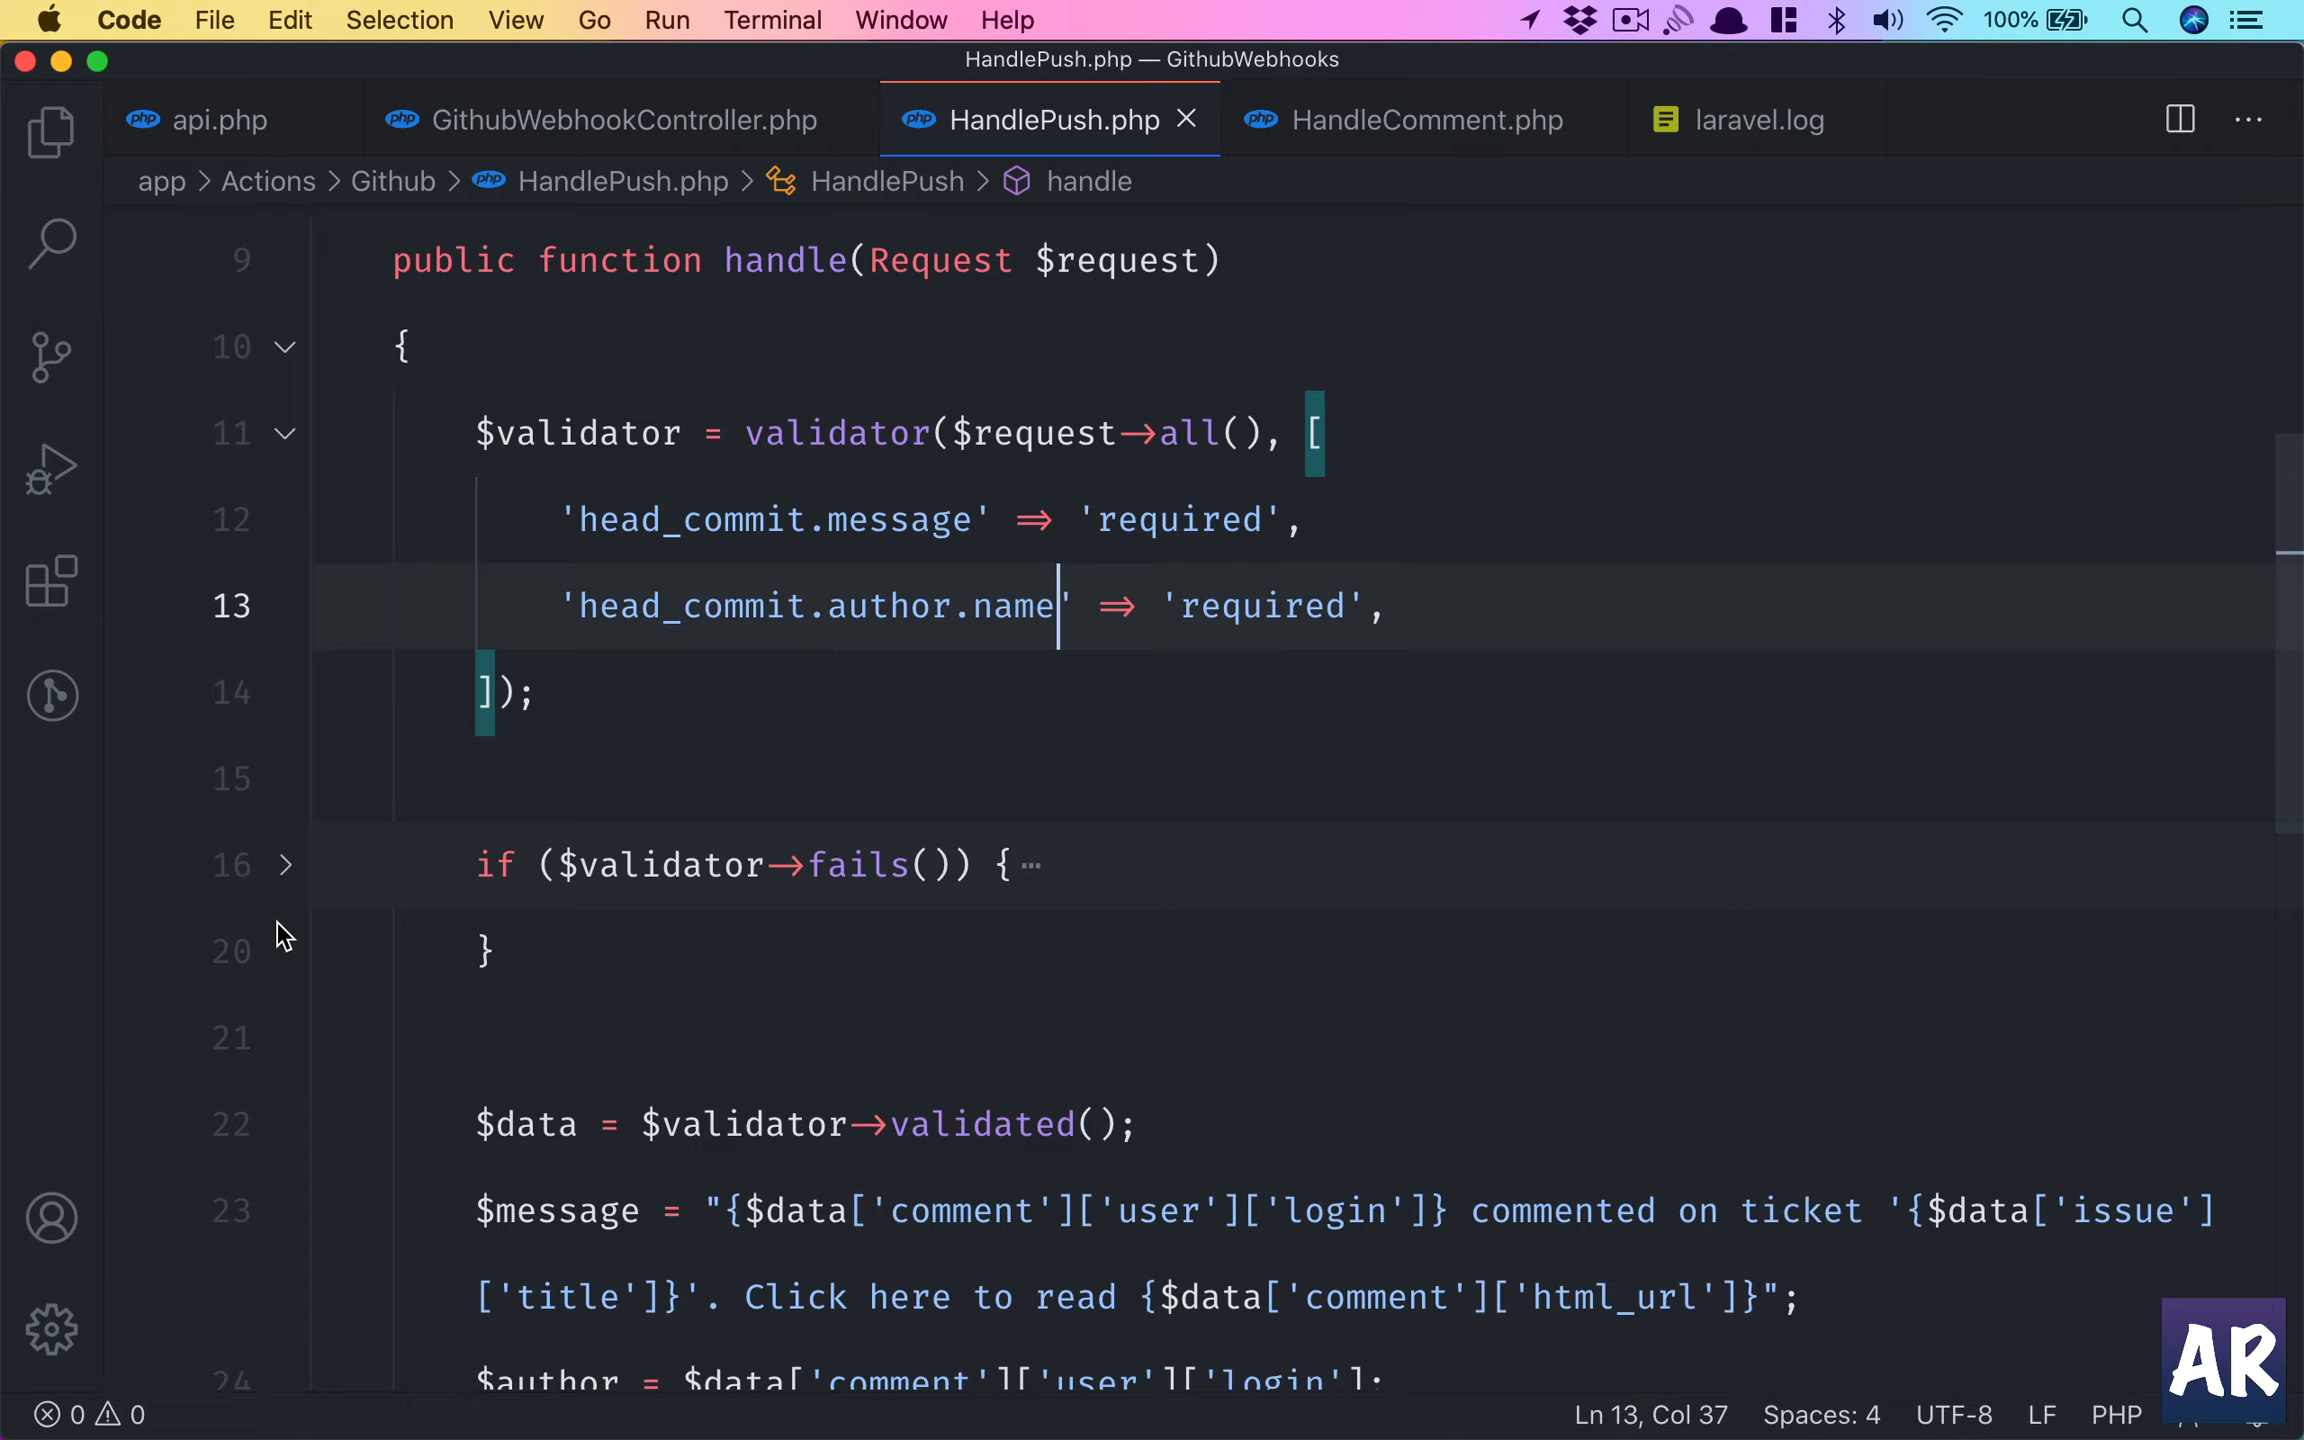 Code File Edit Selection View Go Run Terminal Window Help 100%
HandlePush.php — GithubWebhooks
php api.php php GithubWebhookController.php php HandlePush.php php HandleComment.php laravel.log
app > Actions > Github > php HandlePush.php > HandlePush > handle
9 public function handle(Request $request)
10 {
11 $validator = validator($request->all(), [
12 'head_commit.message' => 'required',
13 'head_commit.author.name' => 'required',
14 ]);
15
16 if ($validator->fails()) { ...
20 }
21
22 $data = $validator->validated();
23 $message = "{$data['comment']['user']['login']} commented on ticket '{$data['issue']
['title']}'. Click here to read {$data['comment']['html_url']}";
24 $author = $data['comment']['user']['login'];
0 0 Ln 13, Col 37 Spaces: 4 UTF-8 LF PHP
AR